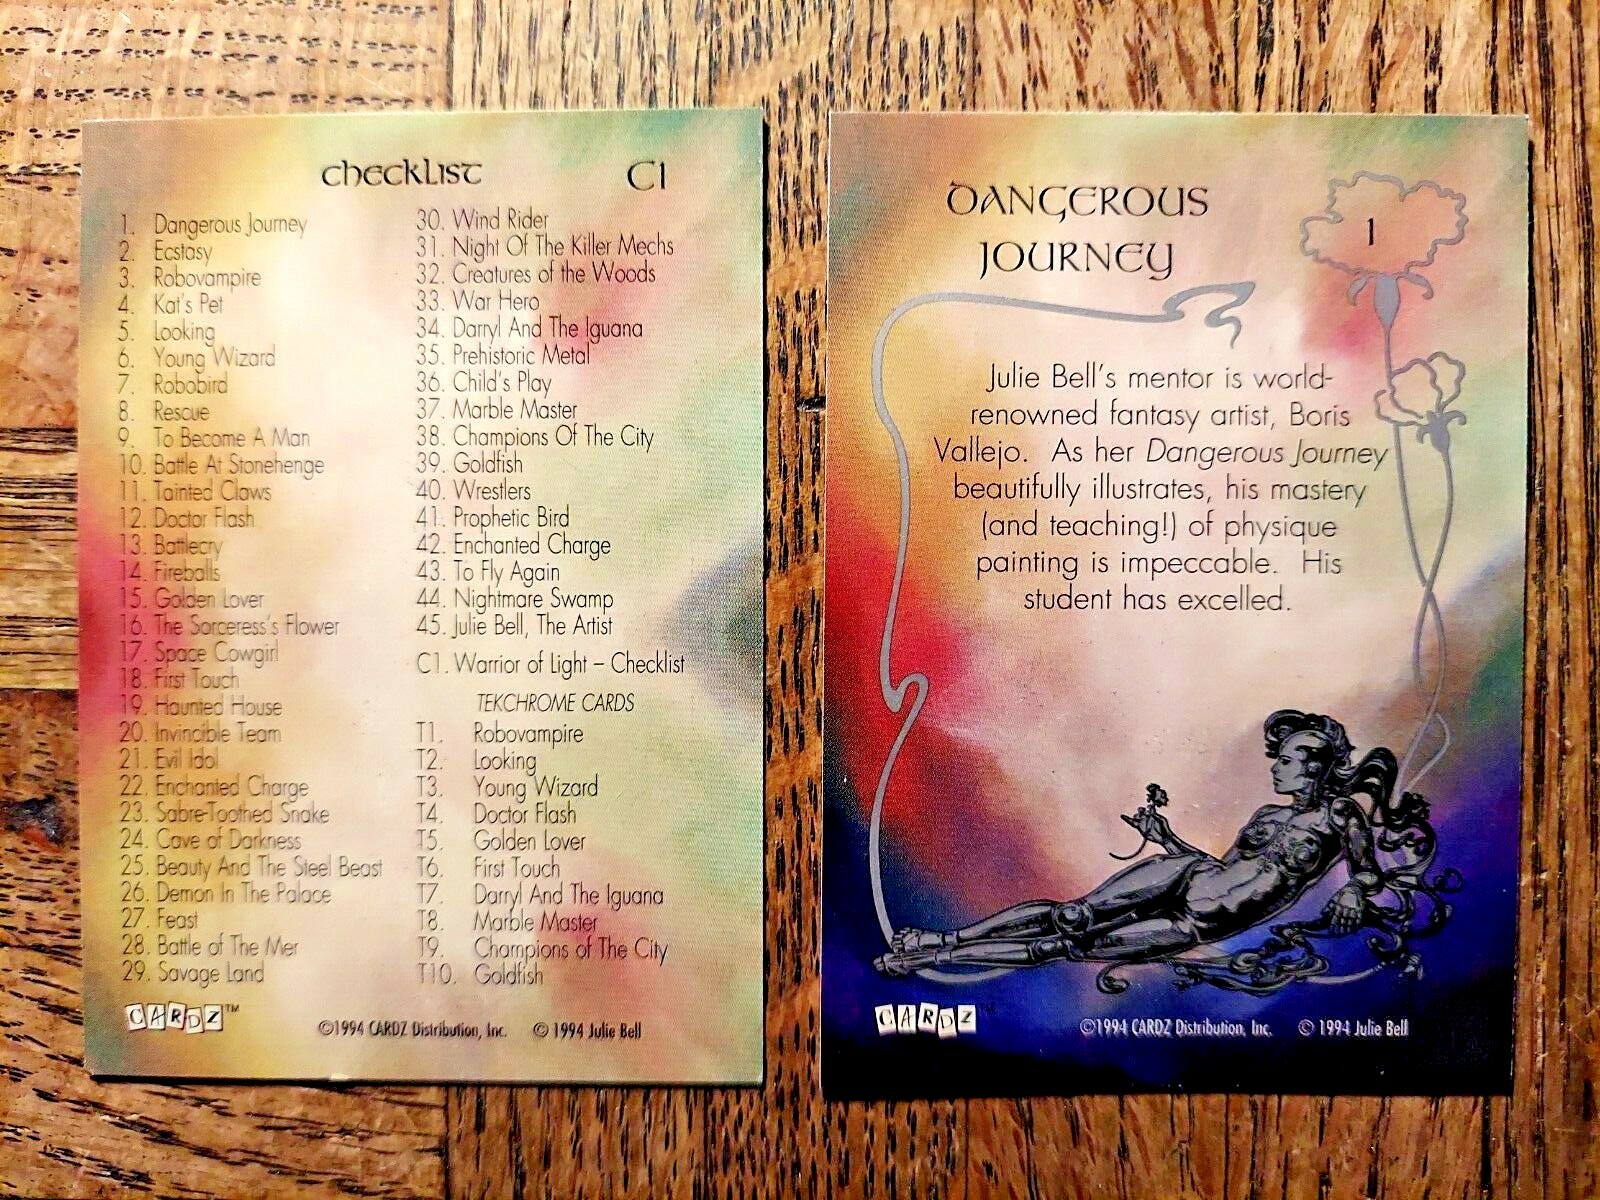 CHECKLIST C1
1. Dangerous Journey
2. Ecstasy
3. Robovampire
4. Kat's Pet
5. Looking
6. Young Wizard
7. Robobird
8. Rescue
9. To Become A Man
10. Battle At Stonehenge
11. Tainted Claws
12. Doctor Flash
13. Battlecry
14. Fireballs
15. Golden Lover
16. The Sorceress's Flower
17. Space Cowgirl
18. First Touch
19. Haunted House
20. Invincible Team
21. Evil Idol
22. Enchanted Charge
23. Sabre-Toothed Snake
24. Cave of Darkness
25. Beauty And The Steel Beast
26. Demon In The Palace
27. Feast
28. Battle of The Mer
29. Savage Land
30. Wind Rider
31. Night Of The Killer Mechs
32. Creatures of the Woods
33. War Hero
34. Darryl And The Iguana
35. Prehistoric Metal
36. Child's Play
37. Marble Master
38. Champions Of The City
39. Goldfish
40. Wrestlers
41. Prophetic Bird
42. Enchanted Charge
43. To Fly Again
44. Nightmare Swamp
45. Julie Bell, The Artist
C1. Warrior of Light – Checklist
TEKCHROME CARDS
T1. Robovampire
T2. Looking
T3. Young Wizard
T4. Doctor Flash
T5. Golden Lover
T6. First Touch
T7. Darryl And The Iguana
T8. Marble Master
T9. Champions of The City
T10. Goldfish
CARDZ™ ©1994 CARDZ Distribution, Inc. © 1994 Julie Bell
DANGEROUS
JOURNEY
1
Julie Bell's mentor is world-
renowned fantasy artist, Boris
Vallejo. As her Dangerous Journey
beautifully illustrates, his mastery
(and teaching!) of physique
painting is impeccable. His
student has excelled.
CARDZ™ ©1994 CARDZ Distribution, Inc. © 1994 Julie Bell